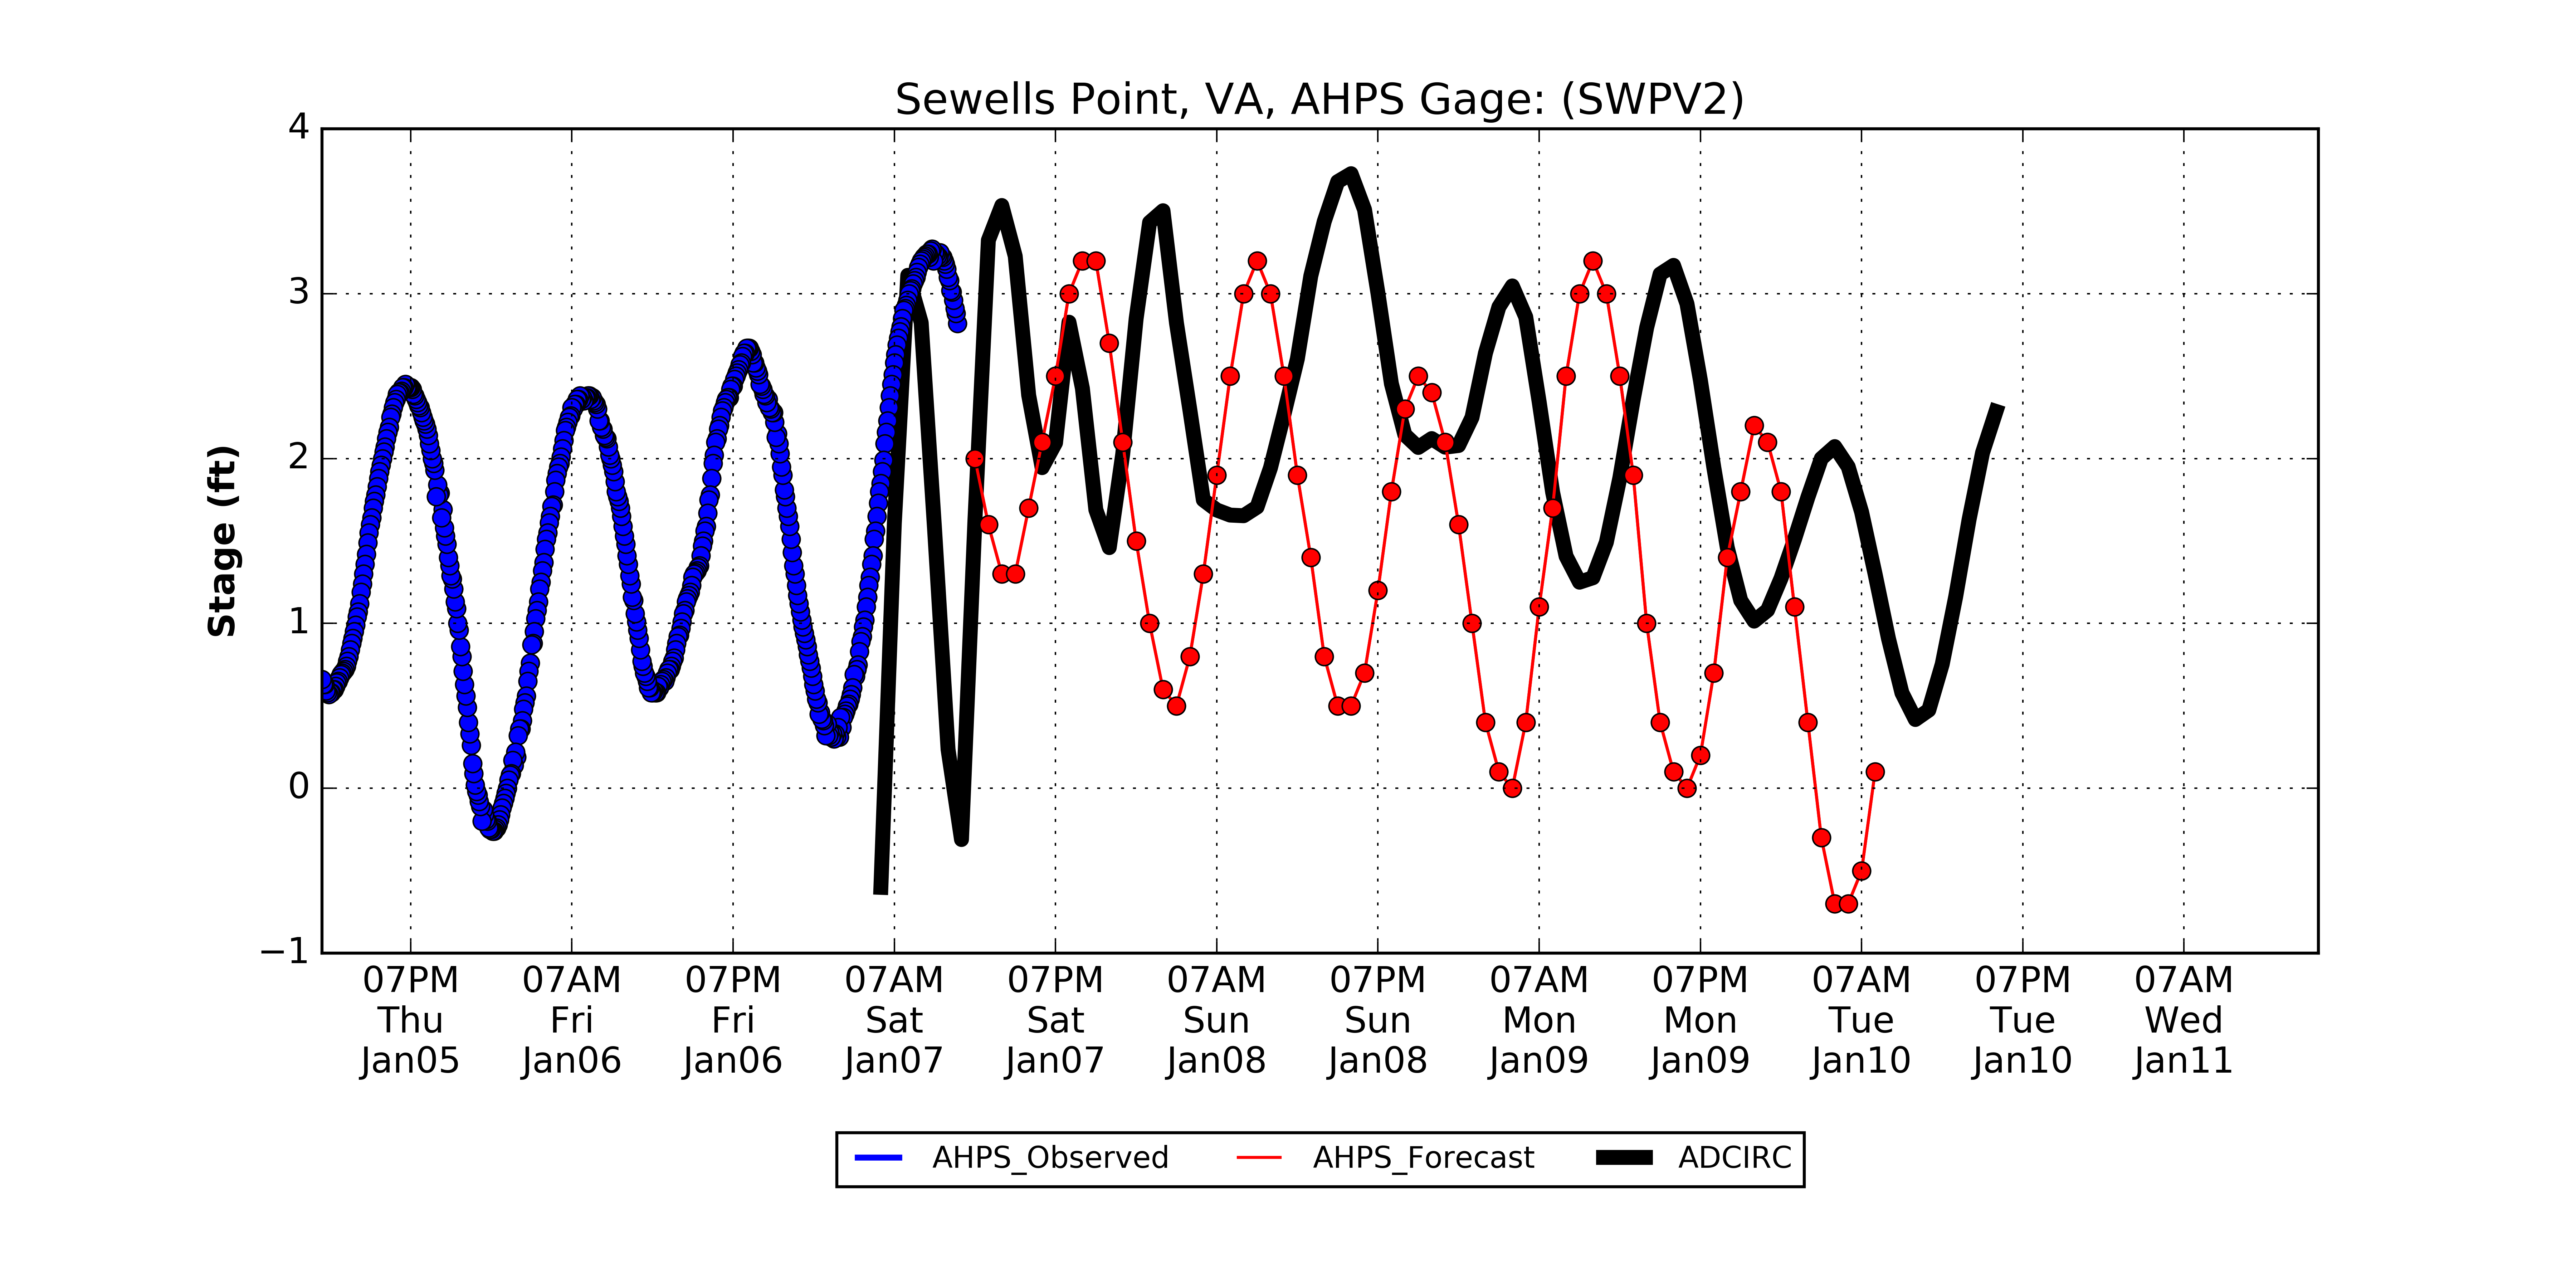 Sewells Point, VA, AHPS Gage: (SWPV2)
4
3
2
1
0
−1
Stage (ft)
07PM 07AM 07PM 07AM 07PM 07AM 07PM 07AM 07PM 07AM 07PM 07AM
Thu Fri Fri Sat Sat Sun Sun Mon Mon Tue Tue Wed
Jan05 Jan06 Jan06 Jan07 Jan07 Jan08 Jan08 Jan09 Jan09 Jan10 Jan10 Jan11
AHPS_Observed AHPS_Forecast ADCIRC